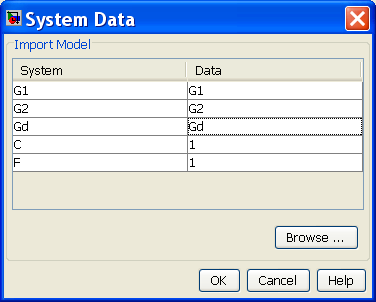 System Data
Import Model
System Data
G1 G1
G2 G2
Gd Gd
C 1
F 1
Browse ...
OK Cancel Help